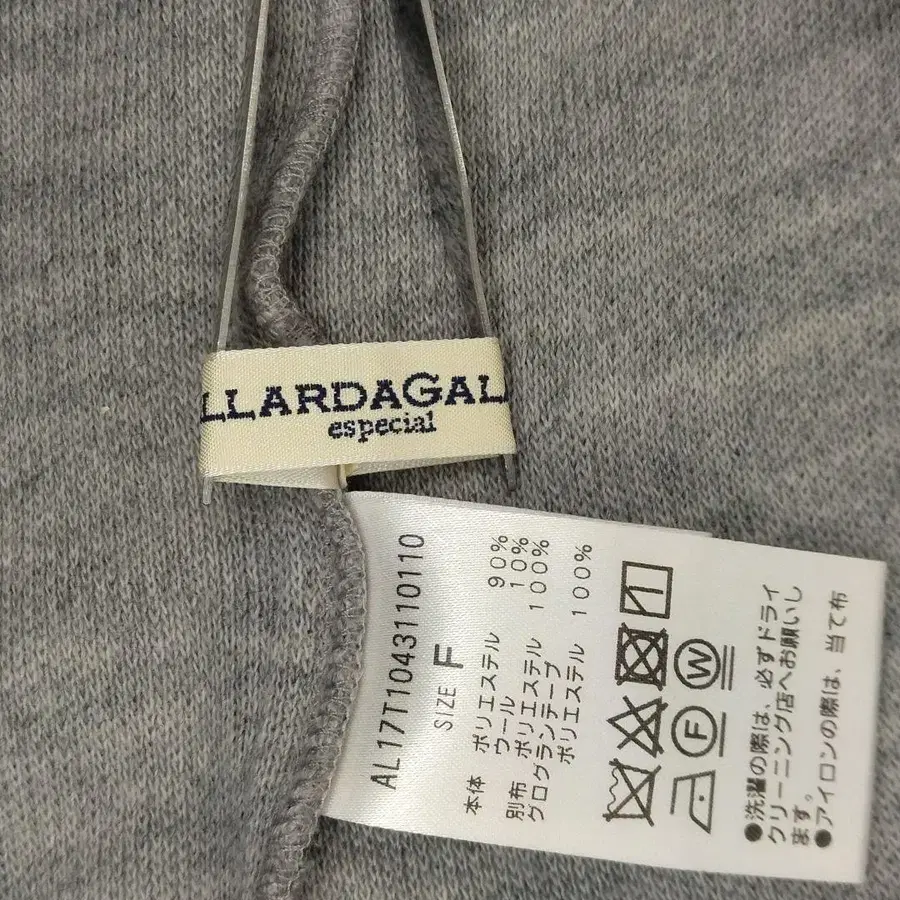 LLARDAGAL
especial
AL17T1043110110
SIZE F
本体 ポリエステル 90%
ウール 10%
別布 ポリエステル 100%
グログランテープ
ポリエステル 100%
W
F
●洗濯の際は、必ずドライ
クリーニング店へお願いし
ます。
●アイロンの際は、当て布